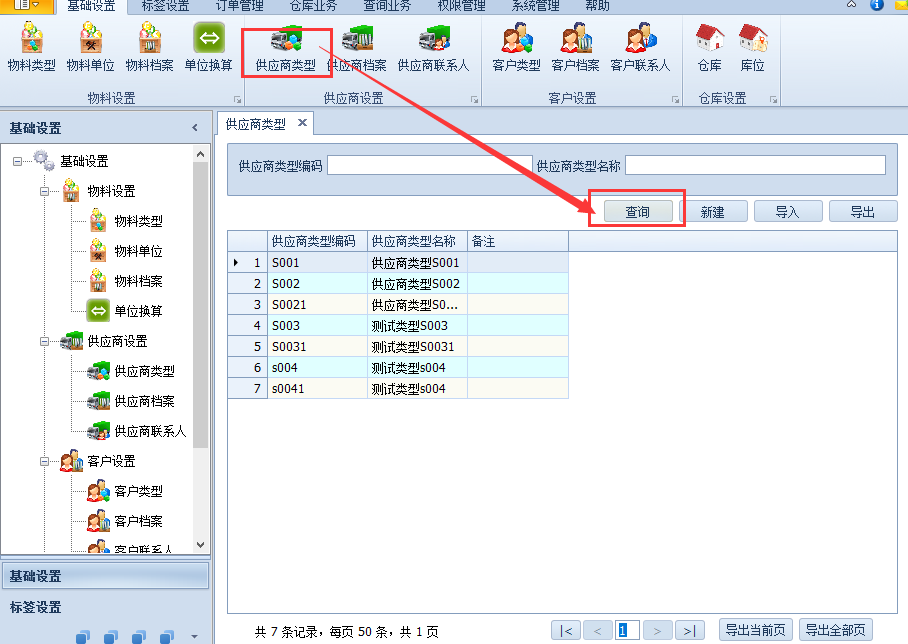 基础设置 标签设置 订单管理 仓库业务 查询业务 权限管理 系统管理 帮助
物料类型 物料单位 物料档案 单位换算 供应商类型 供应商档案 供应商联系人 客户类型 客户档案 客户联系人 仓库 库位
物料设置 供应商设置 客户设置 仓库设置
基础设置
基础设置
物料设置
物料类型
物料单位
物料档案
单位换算
供应商设置
供应商类型
供应商档案
供应商联系人
客户设置
客户类型
客户档案
客户联系人
基础设置
标签设置
供应商类型
供应商类型编码 供应商类型名称
查询 新建 导入 导出
供应商类型编码 供应商类型名称 备注
1 S001 供应商类型S001
2 S002 供应商类型S002
3 S0021 供应商类型S0...
4 S003 测试类型S003
5 S0031 测试类型S0031
6 s004 测试类型s004
7 s0041 测试类型s004
共 7 条记录，每页 50 条，共 1 页 |< < 1 > >| 导出当前页 导出全部页